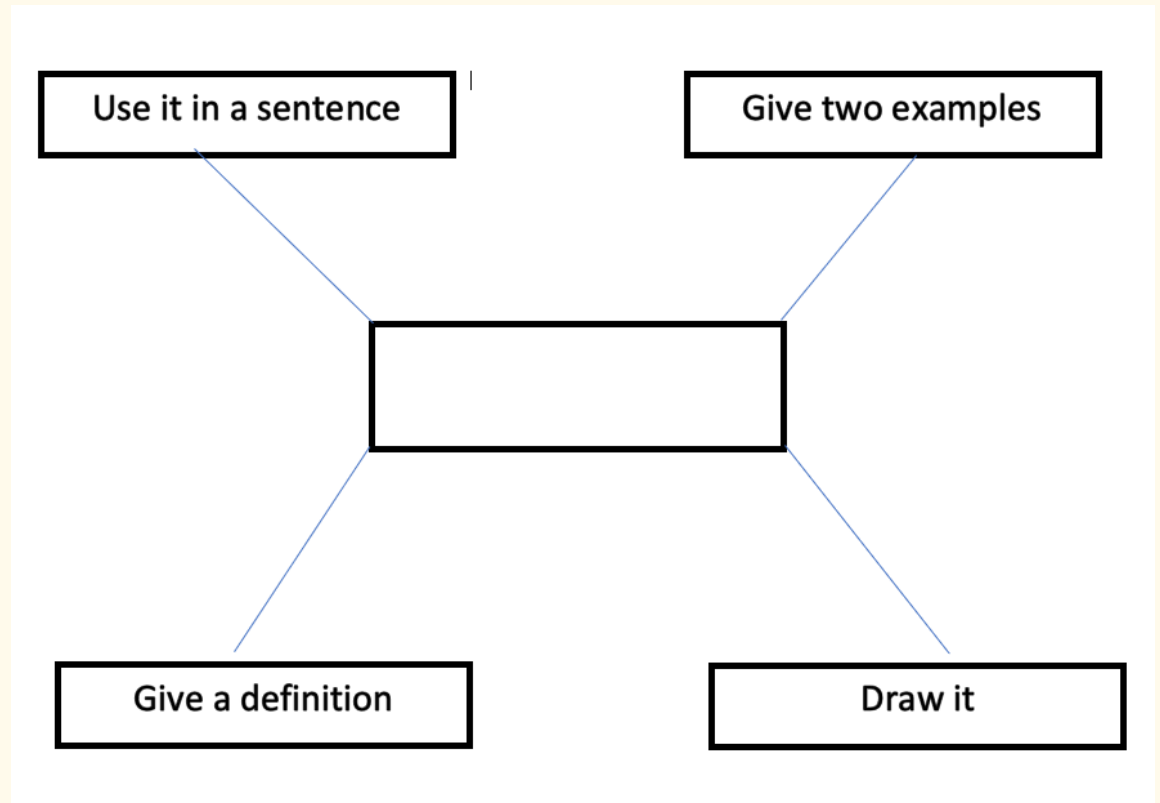 Use it in a sentence
Give two examples
Give a definition
Draw it